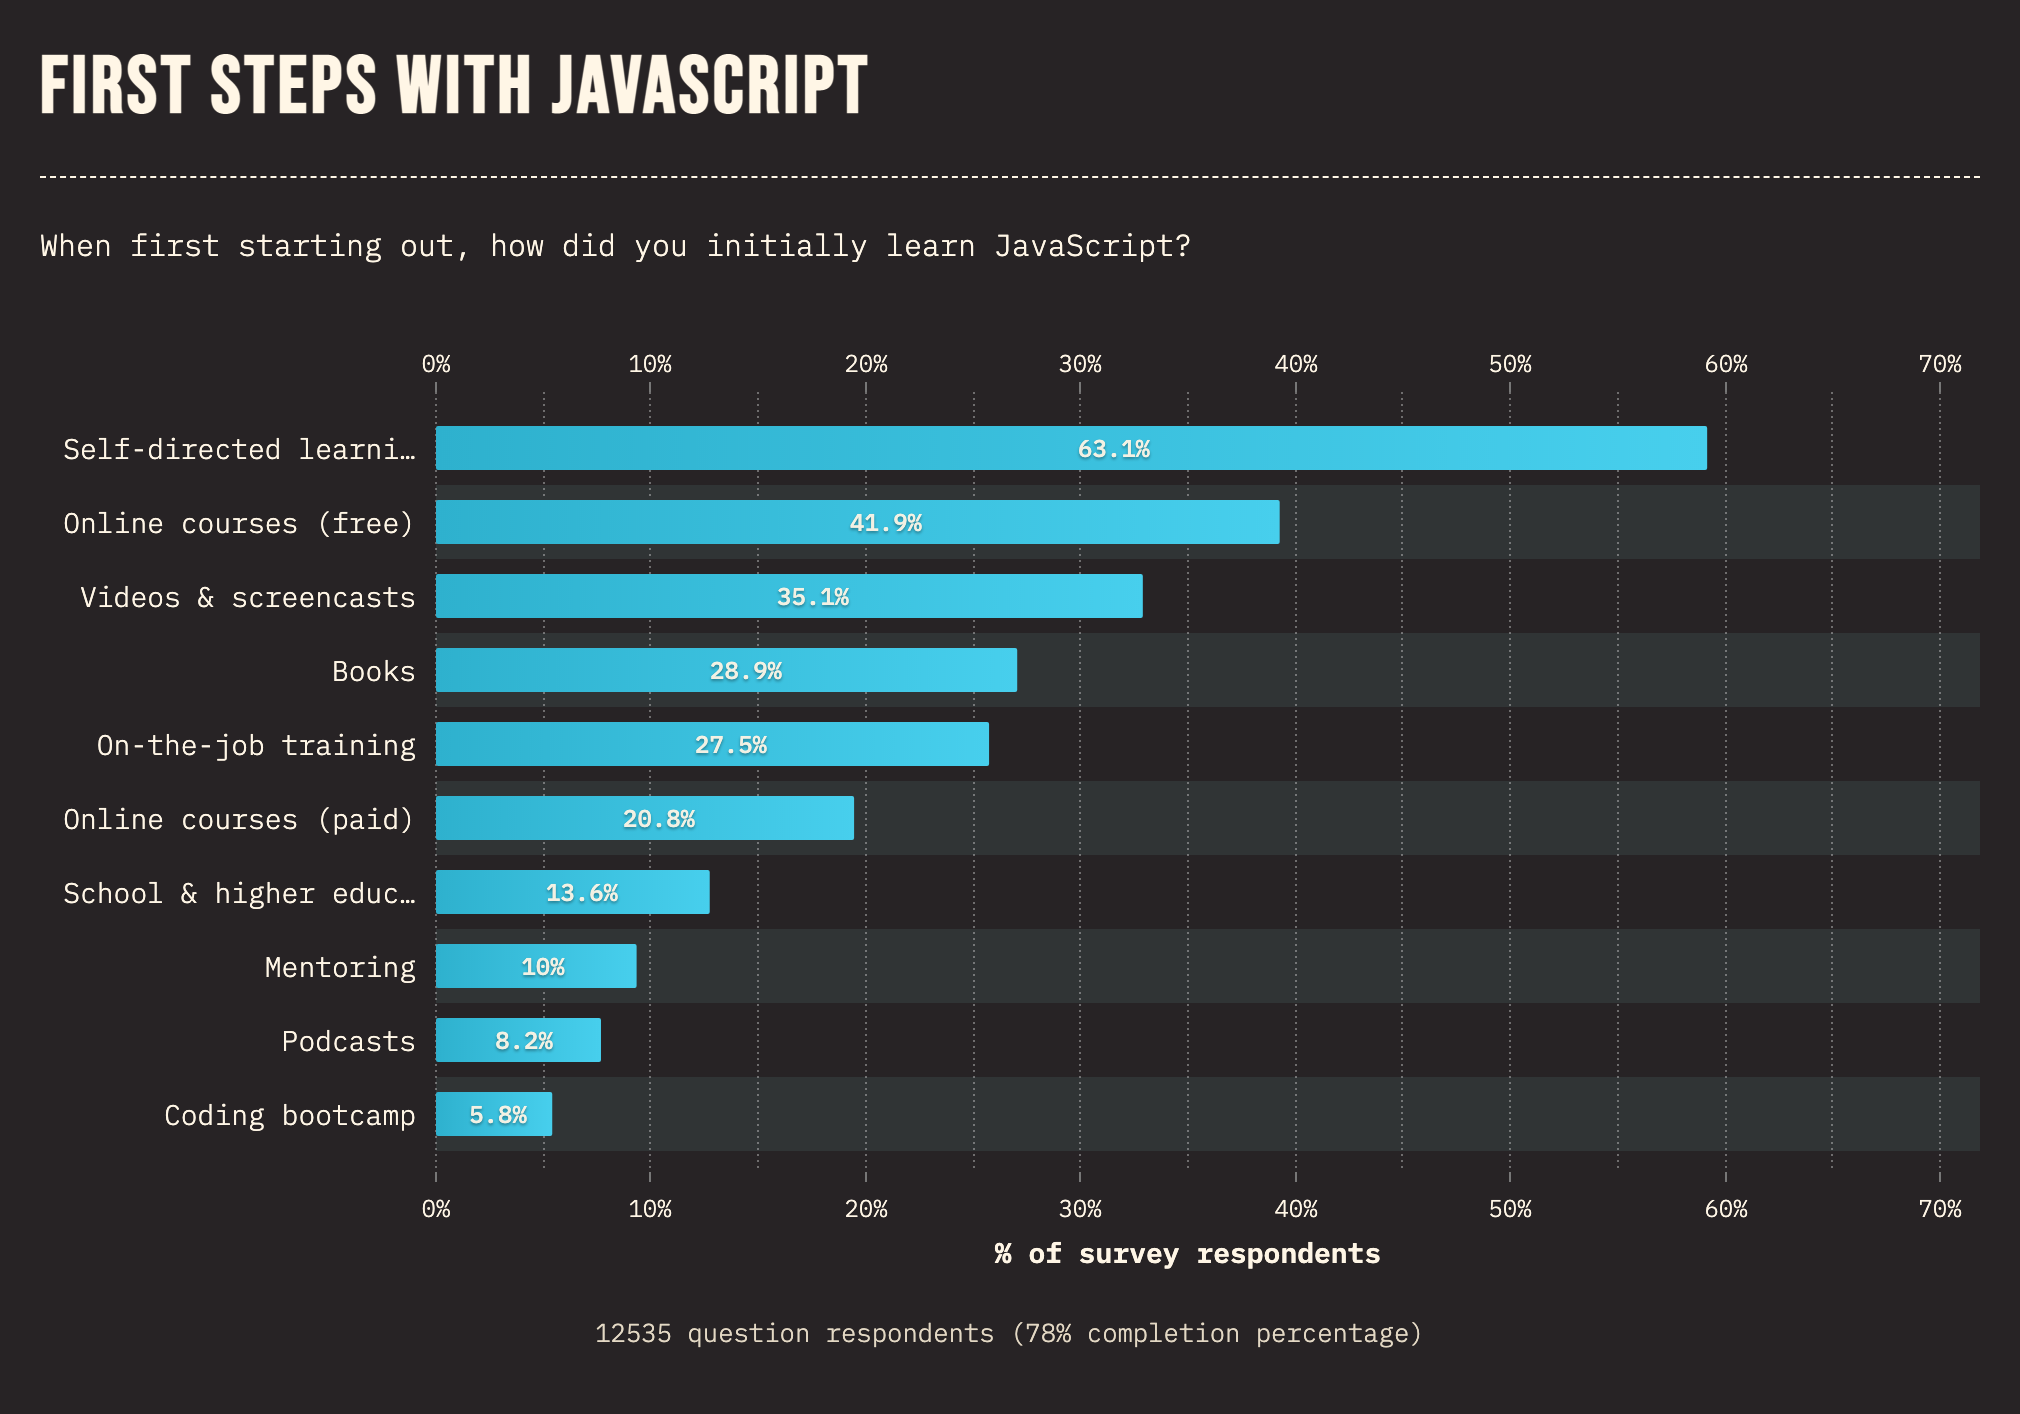 FIRST STEPS WITH JAVASCRIPT
When first starting out, how did you initially learn JavaScript?
0% 10% 20% 30% 40% 50% 60% 70%
Self-directed learni… 63.1%
Online courses (free) 41.9%
Videos & screencasts 35.1%
Books 28.9%
On-the-job training 27.5%
Online courses (paid) 20.8%
School & higher educ… 13.6%
Mentoring 10%
Podcasts 8.2%
Coding bootcamp 5.8%
0% 10% 20% 30% 40% 50% 60% 70%
% of survey respondents
12535 question respondents (78% completion percentage)